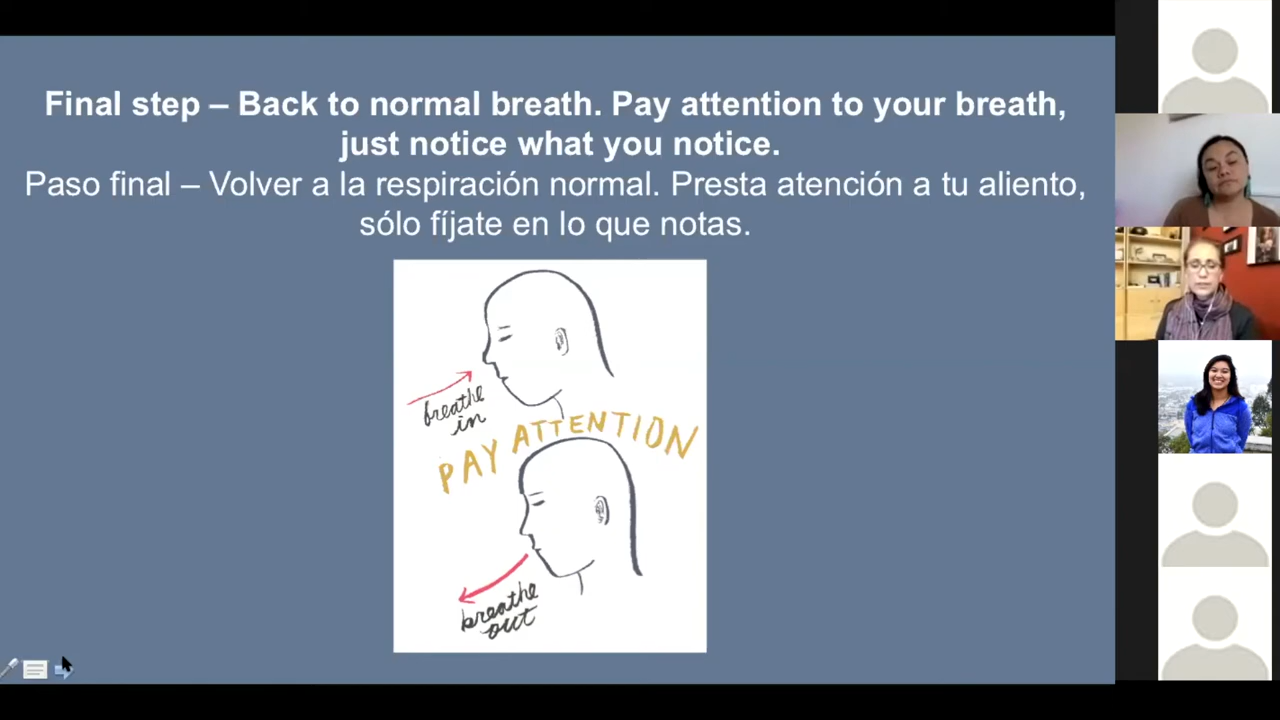 Final step – Back to normal breath. Pay attention to your breath,
just notice what you notice.
Paso final – Volver a la respiración normal. Presta atención a tu aliento,
sólo fíjate en lo que notas.
breathe
in
PAY ATTENTION
breathe
out